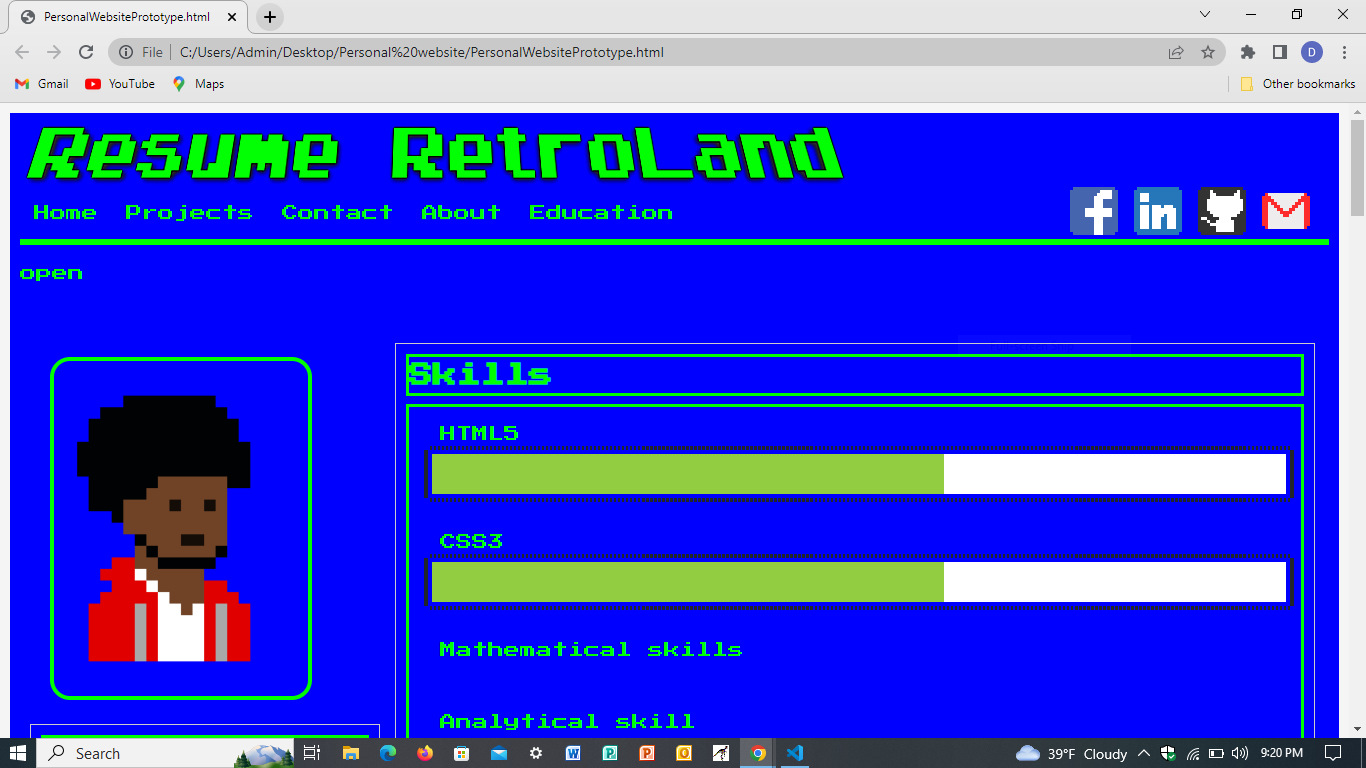 PersonalWebsitePrototype.html
File
C:/Users/Admin/Desktop/Personal%20website/PersonalWebsitePrototype.html
D
Gmail YouTube Maps Other bookmarks
Resume RetroLand
Home Projects Contact About Education
f in
open
Skills
HTML5
CSS3
Mathematical skills
Analytical skill
Search
39°F Cloudy
9:20 PM